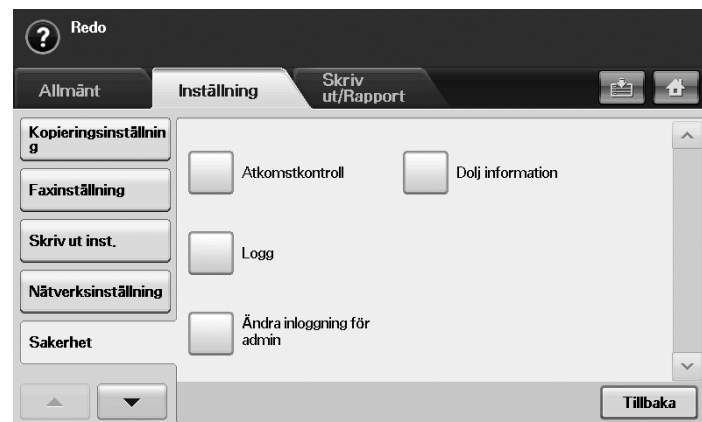 ?
Redo
Allmänt
Inställning
Skriv
ut/Rapport
Kopieringsinställnin
g
Faxinställning
Skriv ut inst.
Nätverksinställning
Sakerhet
Atkomstkontroll
Dolj information
Logg
Ändra inloggning för
admin
Tillbaka